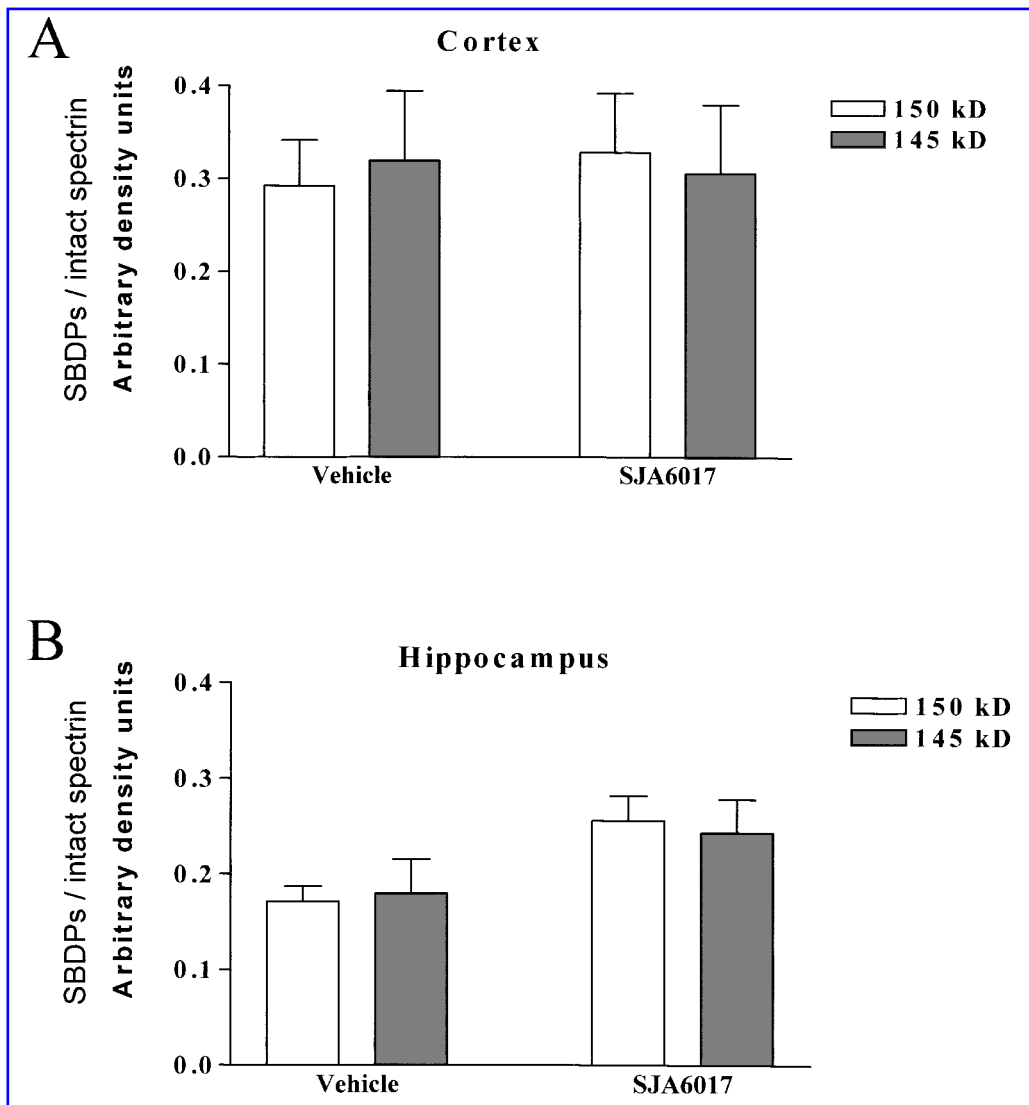 A
Cortex
SBDPs / intact spectrin
Arbitrary density units
0.4
0.3
0.2
0.1
0.0
150 kD
145 kD
Vehicle
SJA6017
B
Hippocampus
SBDPs / intact spectrin
Arbitrary density units
0.4
0.3
0.2
0.1
0.0
150 kD
145 kD
Vehicle
SJA6017